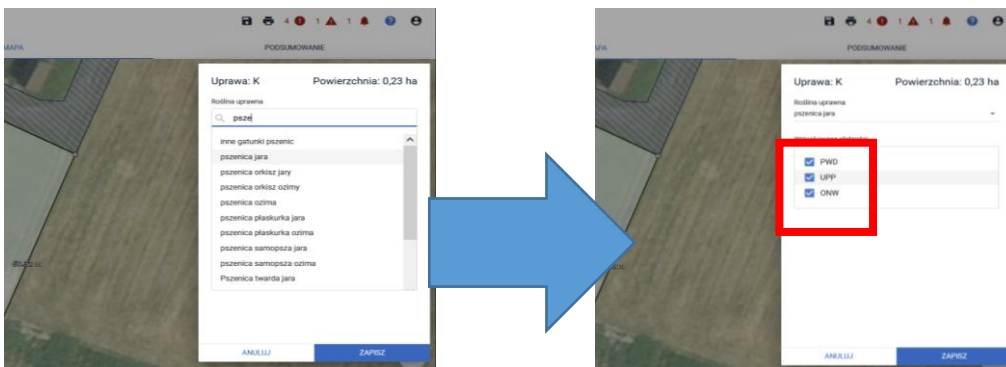 4 1 1
MAPA PODSUMOWANIE
Uprawa: K Powierzchnia: 0,23 ha
Roślina uprawna
psze
inne gatunki pszenic
pszenica jara
pszenica orkisz jary
pszenica orkisz ozimy
pszenica ozima
pszenica płaskurka jara
pszenica płaskurka ozima
pszenica samopsza jara
pszenica samopsza ozima
Pszenica twarda jara
ANULUJ ZAPISZ
4 1 1
PODSUMOWANIE
Uprawa: K Powierzchnia: 0,23 ha
Roślina uprawna
pszenica jara
PWD
UPP
ONW
ANULUJ ZAPISZ